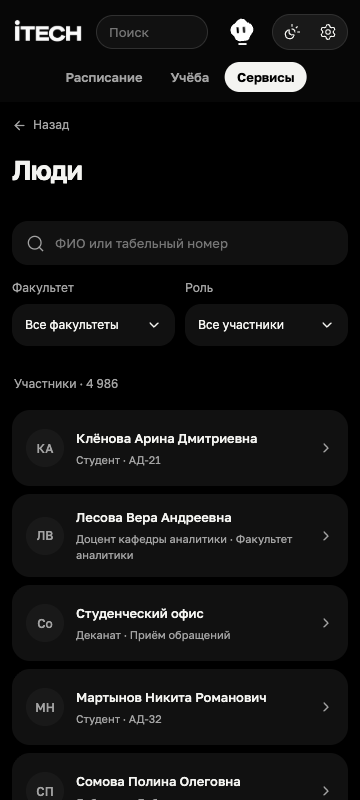 iTECH
Поиск
Расписание
Учёба
Сервисы
Назад
Люди
ФИО или табельный номер
Факультет
Роль
Все факультеты
Все участники
Участники · 4 986
КА
Клёнова Арина Дмитриевна
Студент · АД-21
ЛВ
Лесова Вера Андреевна
Доцент кафедры аналитики · Факультет
аналитики
Со
Студенческий офис
Деканат · Приём обращений
МН
Мартынов Никита Романович
Студент · АД-32
СП
Сомова Полина Олеговна